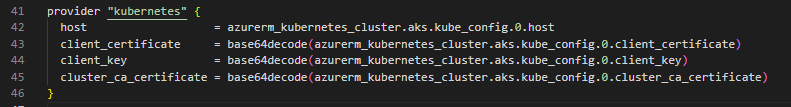 41 provider "kubernetes" {
42 host = azurerm_kubernetes_cluster.aks.kube_config.0.host
43 client_certificate = base64decode(azurerm_kubernetes_cluster.aks.kube_config.0.client_certificate)
44 client_key = base64decode(azurerm_kubernetes_cluster.aks.kube_config.0.client_key)
45 cluster_ca_certificate = base64decode(azurerm_kubernetes_cluster.aks.kube_config.0.cluster_ca_certificate)
46 }